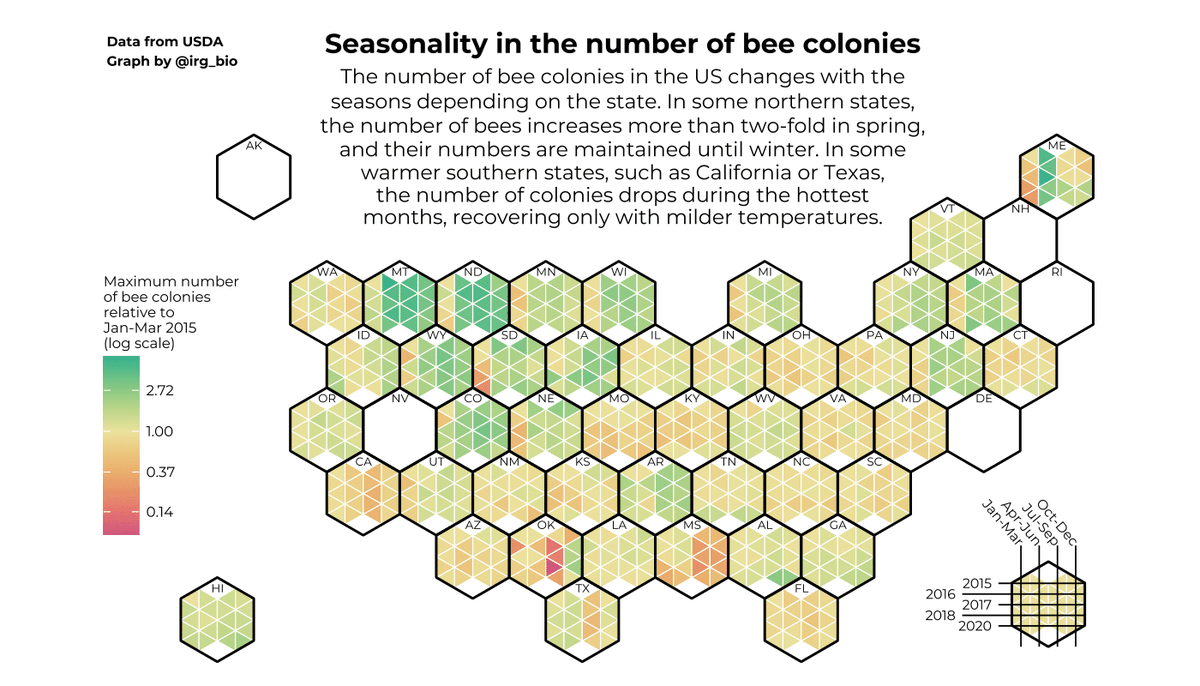 Data from USDA
Graph by @irg_bio
Seasonality in the number of bee colonies
The number of bee colonies in the US changes with the
seasons depending on the state. In some northern states,
the number of bees increases more than two-fold in spring,
and their numbers are maintained until winter. In some
warmer southern states, such as California or Texas,
the number of colonies drops during the hottest
months, recovering only with milder temperatures.
AK
ME
VT
NH
WA
MT
ND
MN
WI
MI
NY
MA
RI
ID
WY
SD
IA
IL
IN
OH
PA
NJ
CT
OR
NV
CO
NE
MO
KY
WV
VA
MD
DE
CA
UT
NM
KS
AR
TN
NC
SC
AZ
OK
LA
MS
AL
GA
HI
TX
FL
Maximum number
of bee colonies
relative to
Jan-Mar 2015
(log scale)
2.72
1.00
0.37
0.14
Jan-Mar
Apr-Jun
Jul-Sep
Oct-Dec
2015
2016
2017
2018
2020